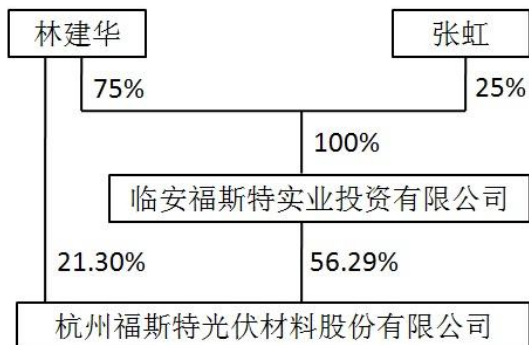 林建华
张虹
75%
25%
100%
临安福斯特实业投资有限公司
21.30%
56.29%
杭州福斯特光伏材料股份有限公司